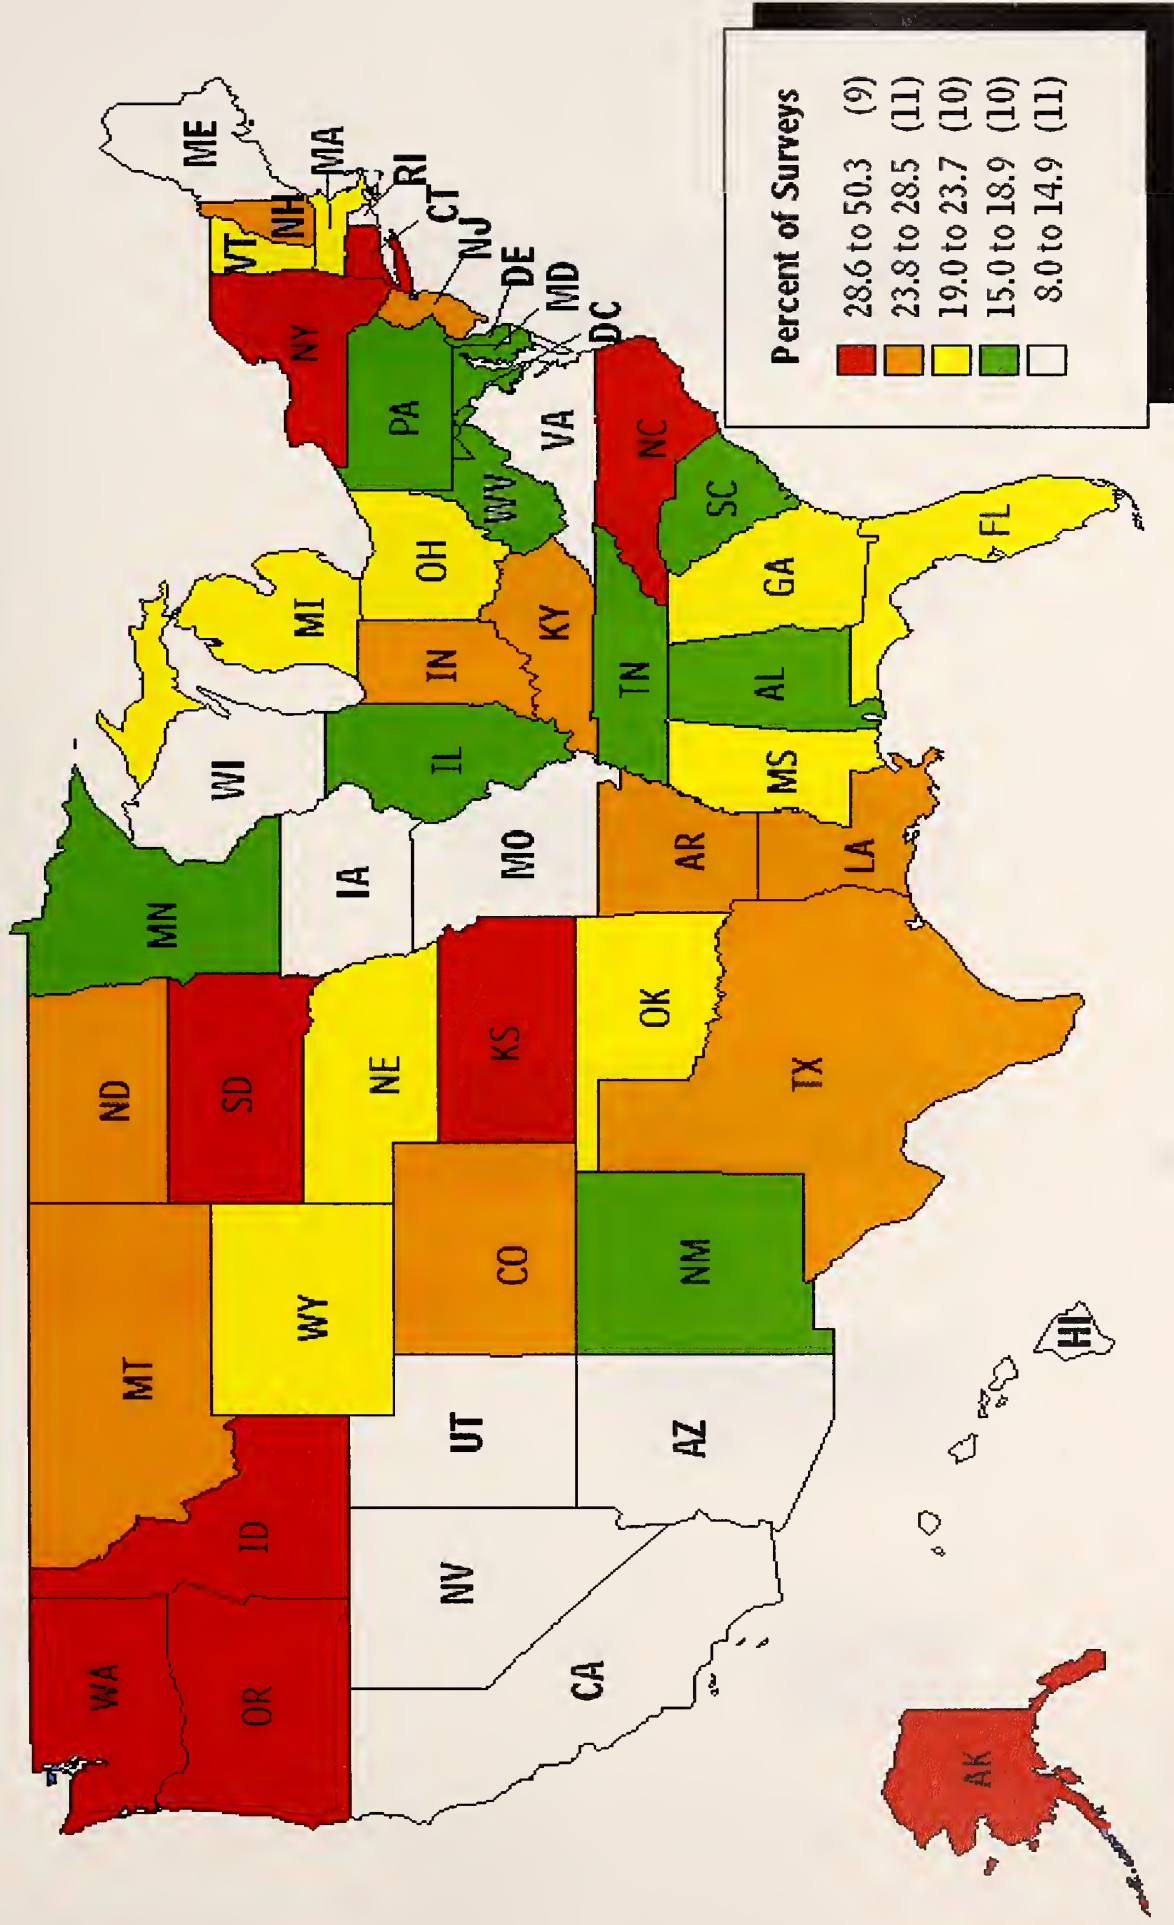 WA
OR
CA
NV
ID
MT
WY
UT
AZ
CO
NM
ND
SD
NE
KS
OK
TX
MN
IA
MO
AR
LA
WI
IL
MI
IN
OH
KY
TN
MS
AL
GA
FL
SC
NC
VA
WV
PA
NY
VT
NH
ME
MA
RI
CT
NJ
DE
MD
DC
AK
HI
Percent of Surveys
28.6 to 50.3 (9)
23.8 to 28.5 (11)
19.0 to 23.7 (10)
15.0 to 18.9 (10)
8.0 to 14.9 (11)